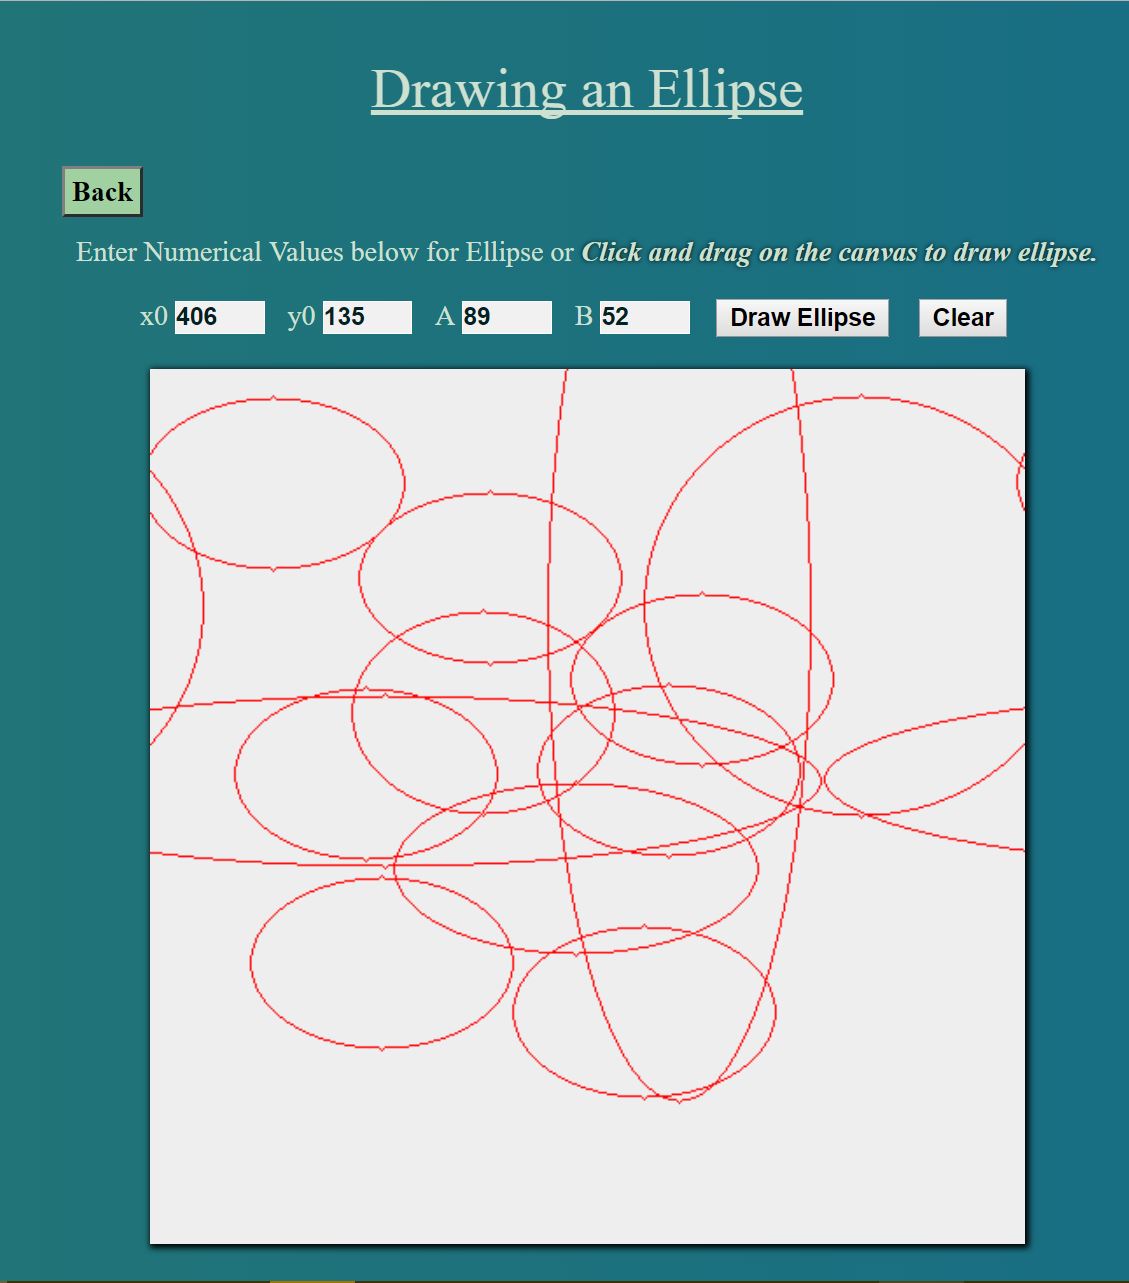 Drawing an Ellipse
Back
Enter Numerical Values below for Ellipse or Click and drag on the canvas to draw ellipse.
x0 406 y0 135 A 89 B 52 Draw Ellipse Clear